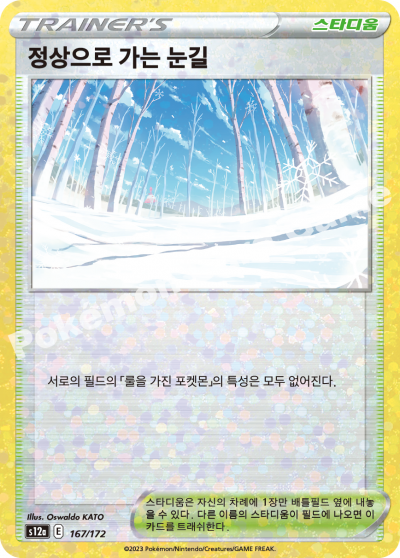 TRAINER'S 스타디움
정상으로 가는 눈길
Pokémon
서로의 필드의 「룰을 가진 포켓몬」의 특성은 모두 없어진다.
Illus. Oswaldo KATO
s12a E 167/172
스타디움은 자신의 차례에 1장만 배틀필드 옆에 내놓
을 수 있다. 다른 이름의 스타디움이 필드에 나오면 이
카드를 트래쉬한다.
©2023 Pokémon/Nintendo/Creatures/GAME FREAK.